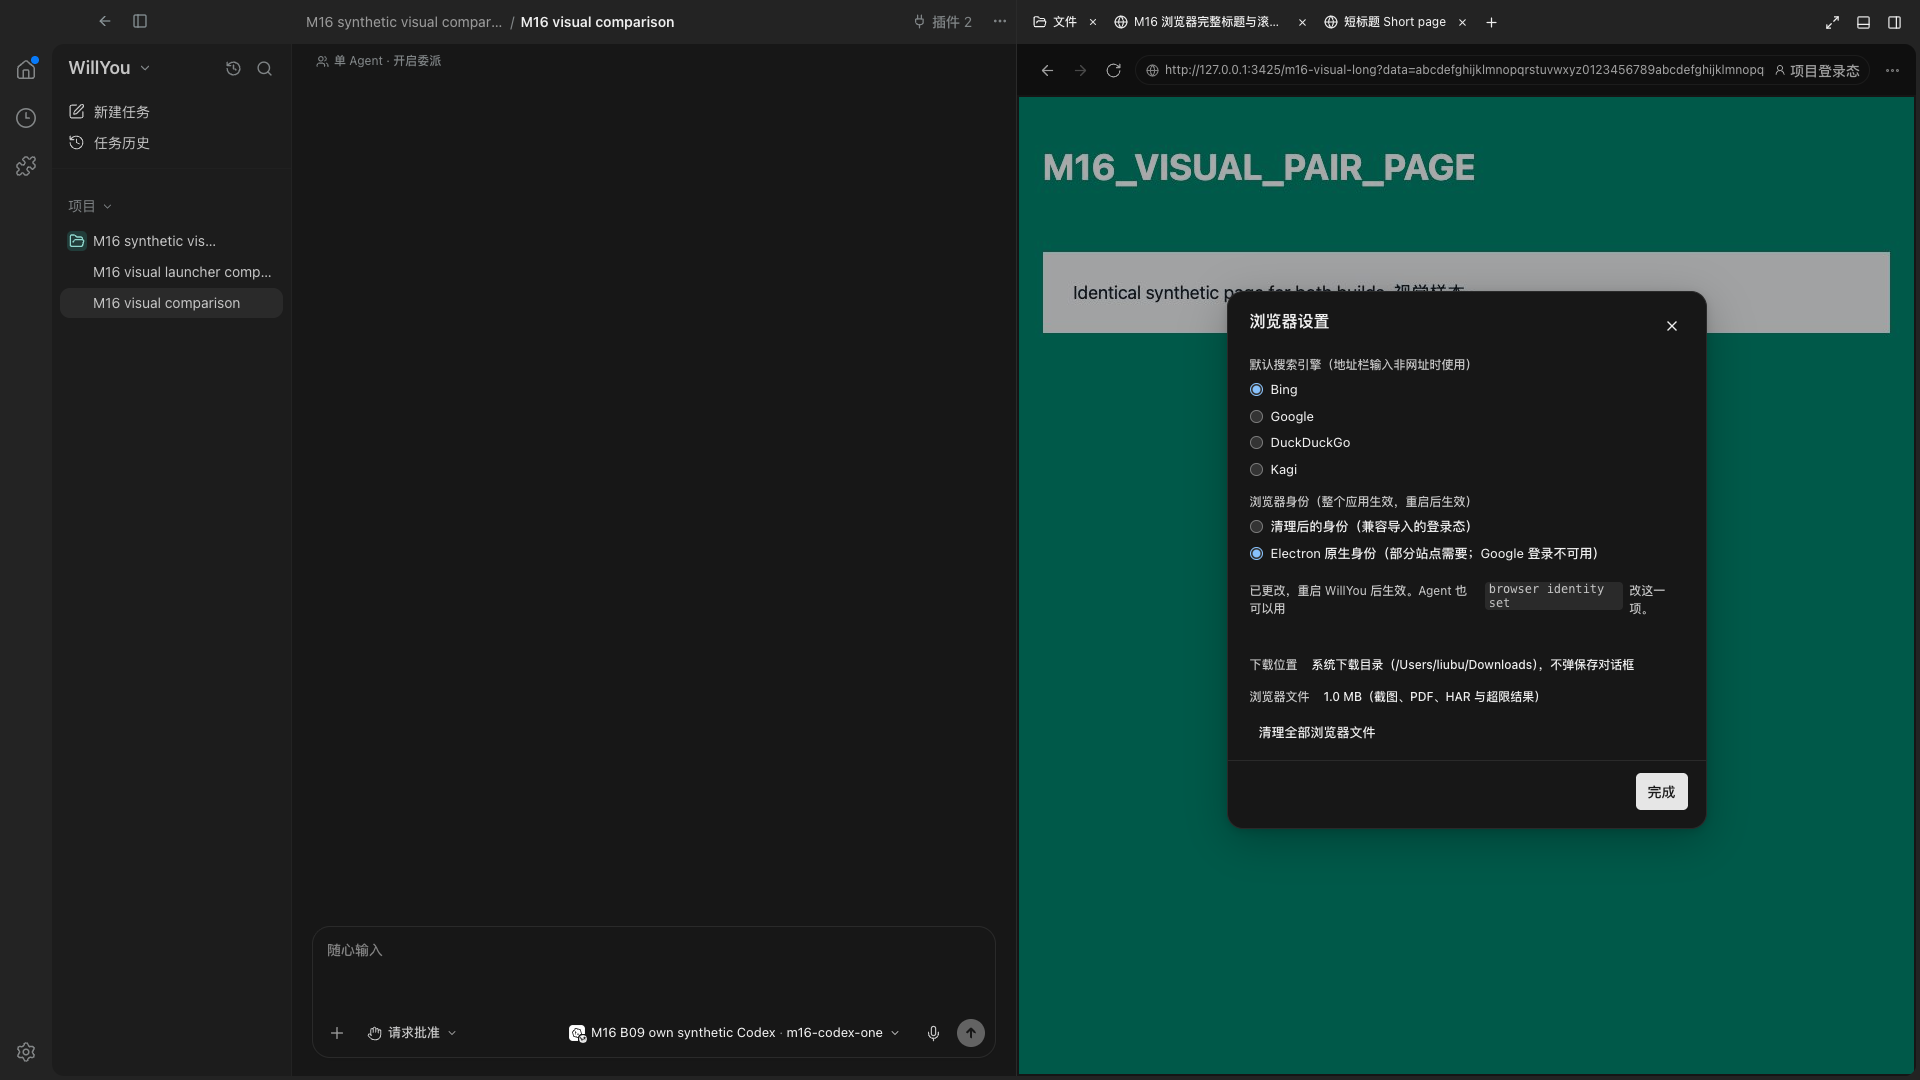 M16 synthetic visual compar... / M16 visual comparison
插件 2
文件
M16 浏览器完整标题与滚...
短标题 Short page
WillYou
新建任务
任务历史
项目
M16 synthetic vis...
M16 visual launcher comp...
M16 visual comparison
单 Agent · 开启委派
随心输入
请求批准
M16 B09 own synthetic Codex · m16-codex-one
http://127.0.0.1:3425/m16-visual-long?data=abcdefghijklmnopqrstuvwxyz0123456789abcdefghijklmnopq
项目登录态
M16_VISUAL_PAIR_PAGE
Identical synthetic page for both builds. 视觉样本
浏览器设置
默认搜索引擎（地址栏输入非网址时使用）
Bing
Google
DuckDuckGo
Kagi
浏览器身份（整个应用生效，重启后生效）
清理后的身份（兼容导入的登录态）
Electron 原生身份（部分站点需要；Google 登录不可用）
已更改，重启 WillYou 后生效。Agent 也
可以用
browser identity
set
改这一
项。
下载位置 系统下载目录（/Users/liubu/Downloads），不弹保存对话框
浏览器文件 1.0 MB（截图、PDF、HAR 与超限结果）
清理全部浏览器文件
完成